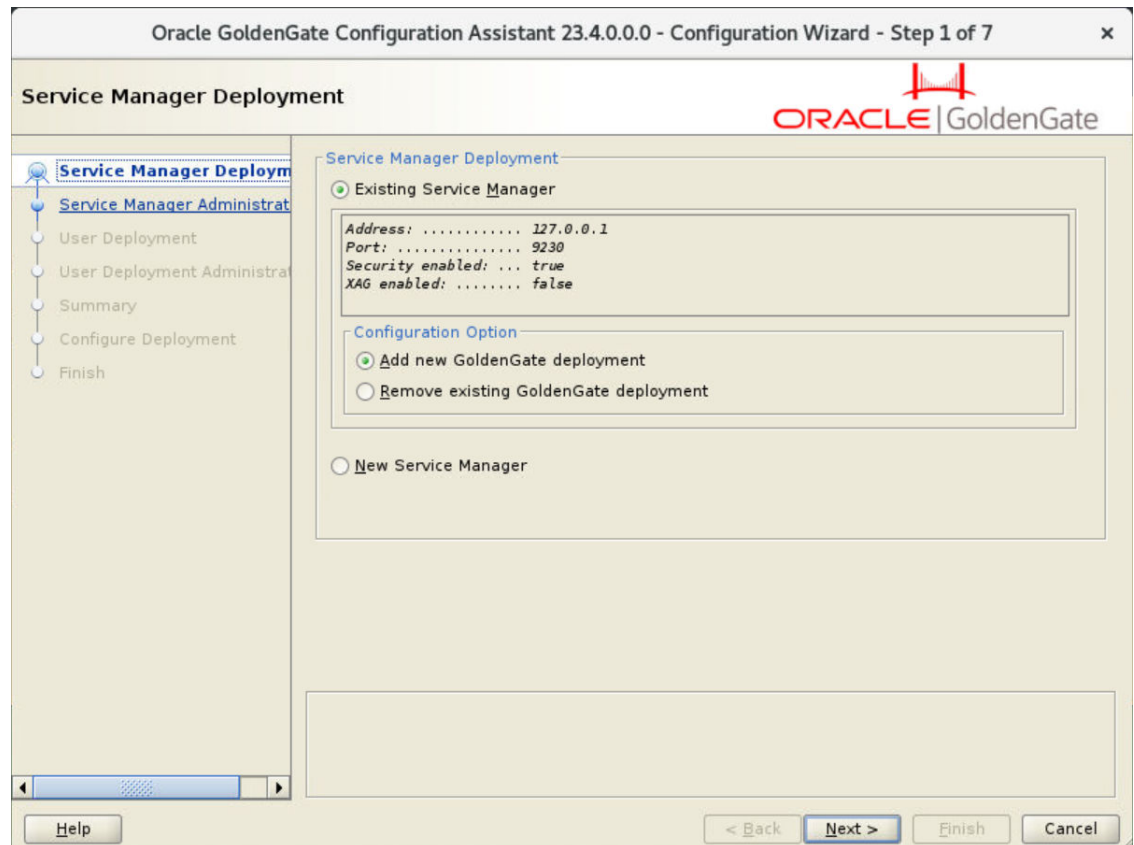 Oracle GoldenGate Configuration Assistant 23.4.0.0.0 - Configuration Wizard - Step 1 of 7
Service Manager Deployment
ORACLE | GoldenGate
Service Manager Deploym
Service Manager Administrat
User Deployment
User Deployment Administrat
Summary
Configure Deployment
Finish
Service Manager Deployment
Existing Service Manager
Address: ............ 127.0.0.1
Port: ............... 9230
Security enabled: ... true
XAG enabled: ........ false
Configuration Option
Add new GoldenGate deployment
Remove existing GoldenGate deployment
New Service Manager
Help
< Back
Next >
Finish
Cancel